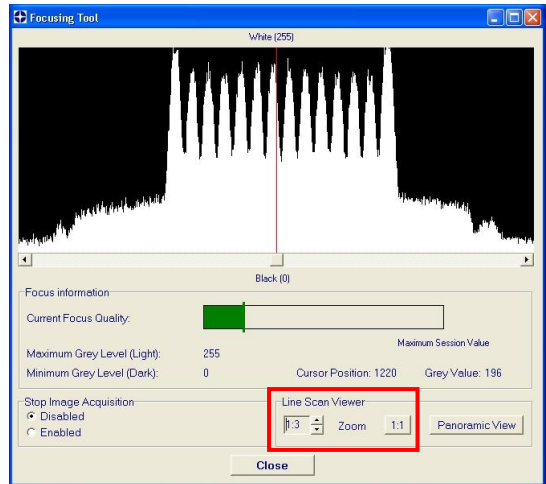 Focusing Tool
White (255)
Black (0)
Focus information
Current Focus Quality:
Maximum Session Value
Maximum Grey Level (Light): 255
Minimum Grey Level (Dark): 0 Cursor Position: 1220 Grey Value: 196
Stop Image Acquisition
Disabled
Enabled
Line Scan Viewer
1:3 Zoom 1:1 Panoramic View
Close